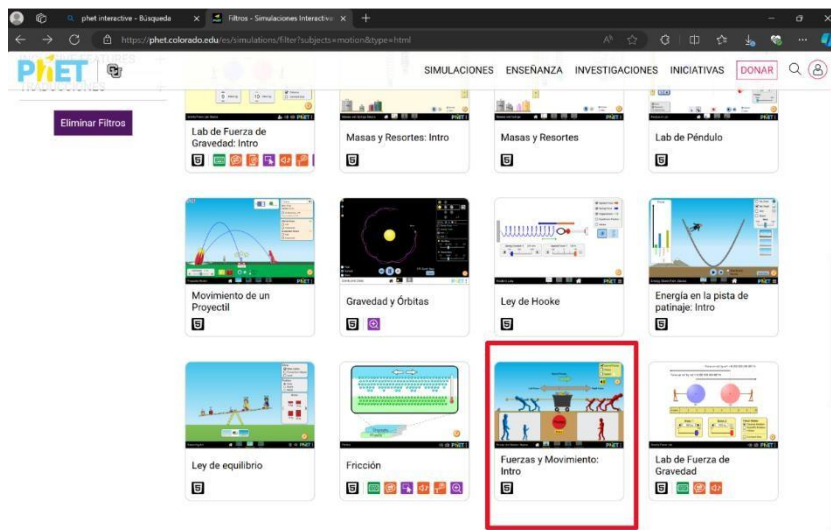 phet interactive - Búsqueda
Filtros - Simulaciones Interactiv
https://phet.colorado.edu/es/simulations/filter?subjects=motion&type=html
PhET
SIMULACIONES ENSEÑANZA INVESTIGACIONES INICIATIVAS DONAR
Eliminar Filtros
Lab de Fuerza de
Gravedad: Intro
Masas y Resortes: Intro
Masas y Resortes
Lab de Péndulo
Movimiento de un
Proyectil
Gravedad y Órbitas
Ley de Hooke
Energía en la pista de
patinaje: Intro
Ley de equilibrio
Fricción
Fuerzas y Movimiento:
Intro
Lab de Fuerza de
Gravedad